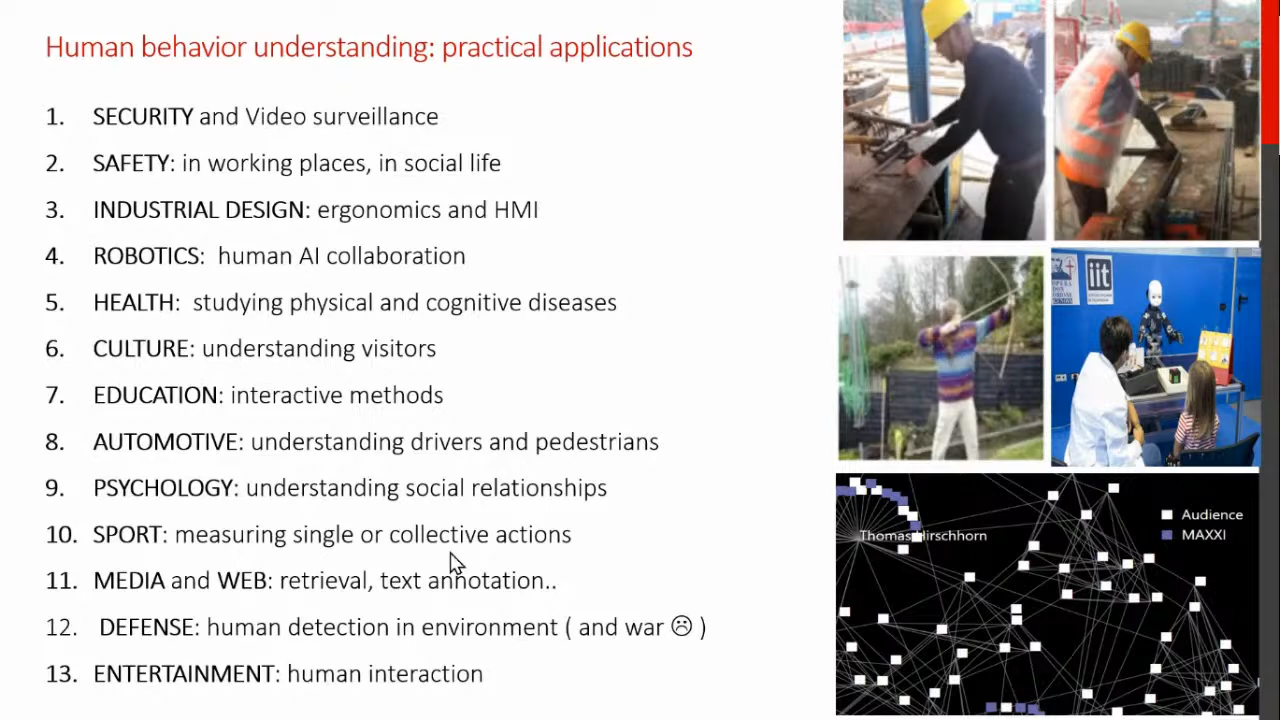 Human behavior understanding: practical applications
1. SECURITY and Video surveillance
2. SAFETY: in working places, in social life
3. INDUSTRIAL DESIGN: ergonomics and HMI
4. ROBOTICS: human AI collaboration
5. HEALTH: studying physical and cognitive diseases
6. CULTURE: understanding visitors
7. EDUCATION: interactive methods
8. AUTOMOTIVE: understanding drivers and pedestrians
9. PSYCHOLOGY: understanding social relationships
10. SPORT: measuring single or collective actions
11. MEDIA and WEB: retrieval, text annotation..
12. DEFENSE: human detection in environment ( and war ☹ )
13. ENTERTAINMENT: human interaction
iit
Audience
Thomas Hirschhorn
MAXXI